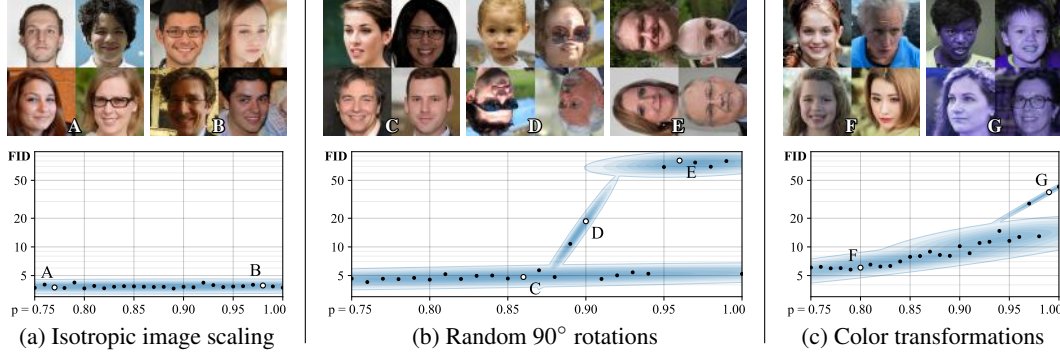 A B C D E F G
FID FID FID
50 50 50
20 20 20
10 10 10
5 5 5
A B C D E F G
p = 0.75 0.80 0.85 0.90 0.95 1.00 p = 0.75 0.80 0.85 0.90 0.95 1.00 p = 0.75 0.80 0.85 0.90 0.95 1.00
(a) Isotropic image scaling (b) Random 90° rotations (c) Color transformations